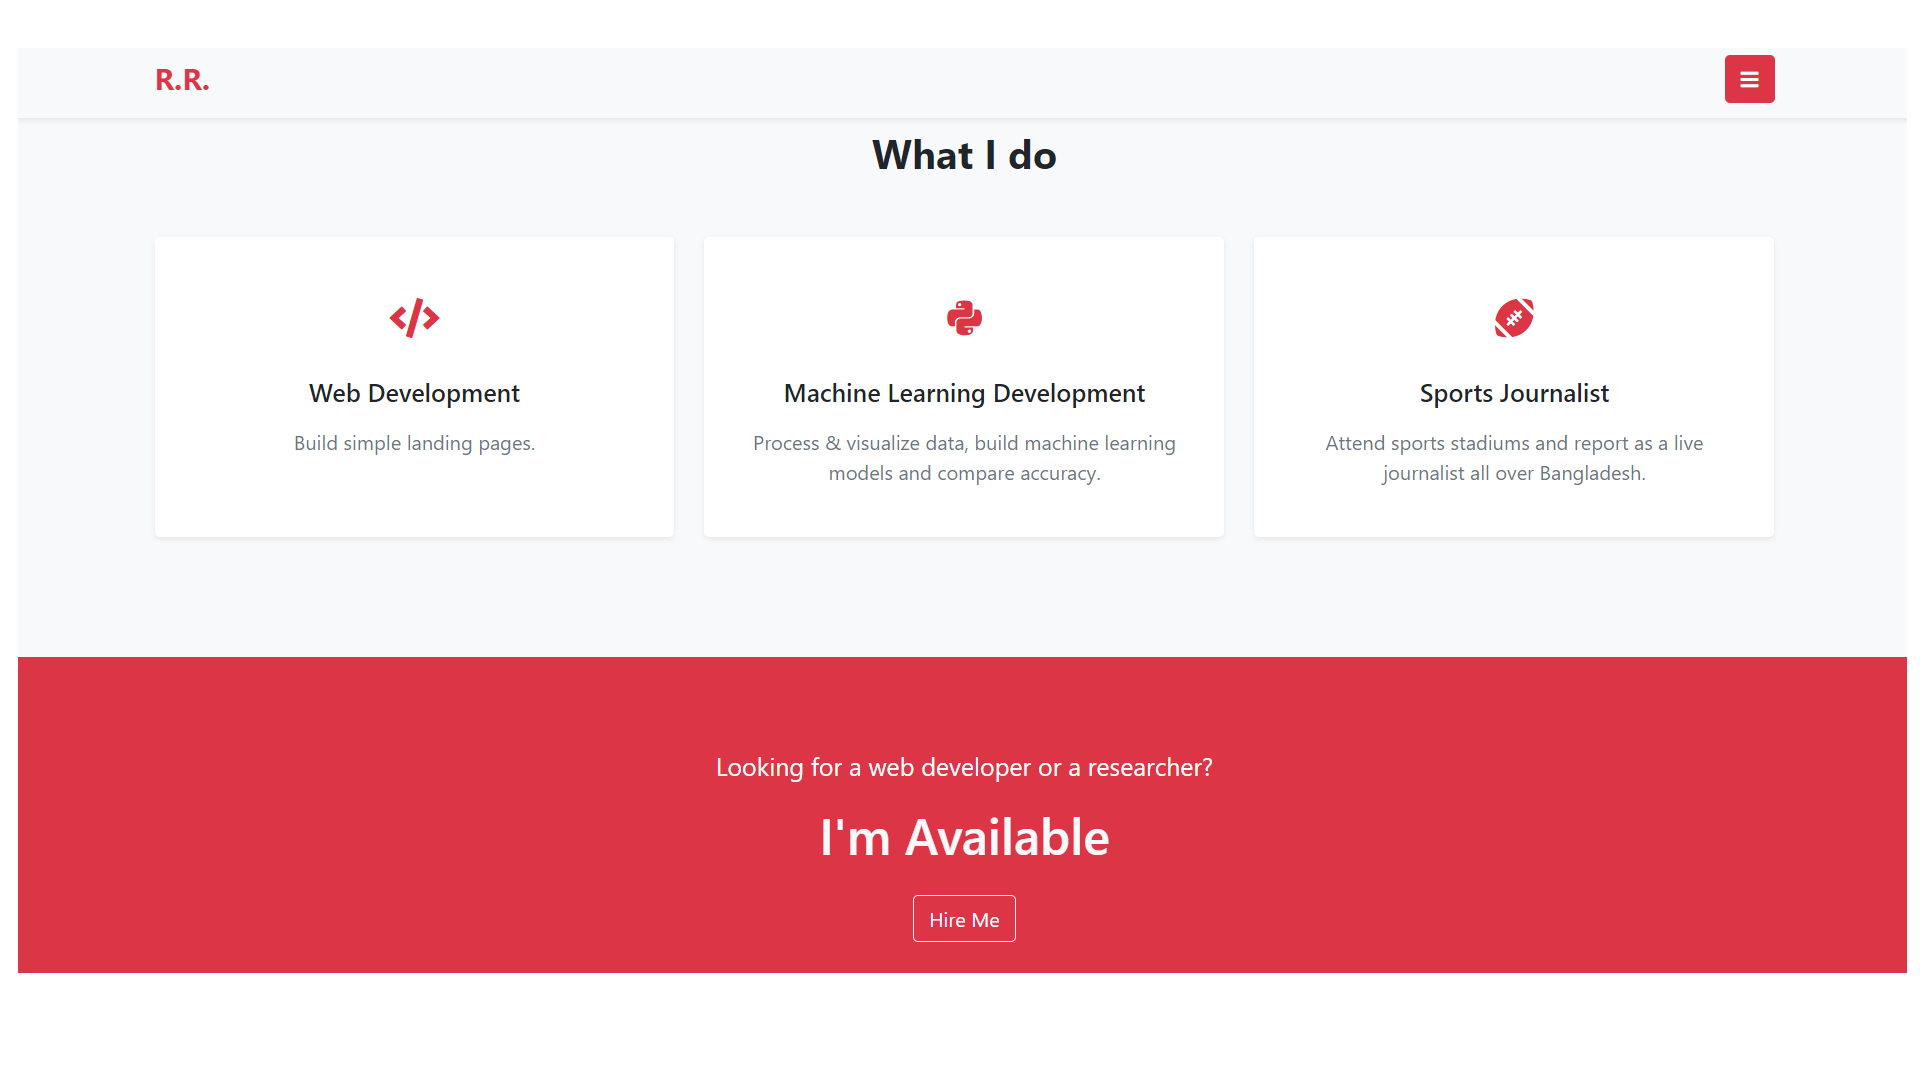 R.R.
What I do
Web Development
Build simple landing pages.
Machine Learning Development
Process & visualize data, build machine learning
models and compare accuracy.
Sports Journalist
Attend sports stadiums and report as a live
journalist all over Bangladesh.
Looking for a web developer or a researcher?
I'm Available
Hire Me